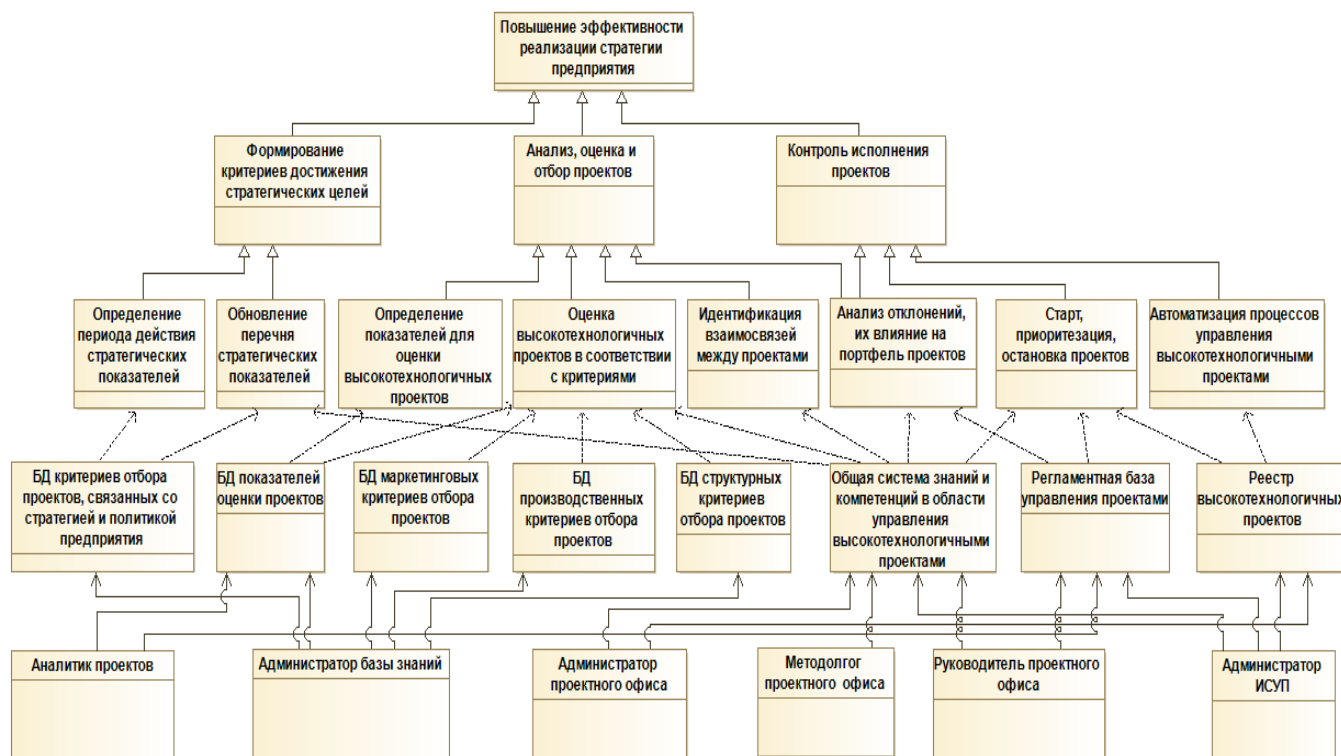 Повышение эффективности
реализации стратегии
предприятия
Формирование
критериев достижения
стратегических целей
Анализ, оценка и
отбор проектов
Контроль исполнения
проектов
Определение
периода действия
стратегических
показателей
Обновление
перечня
стратегических
показателей
Определение
показателей для
оценки
высокотехнологичных
проектов
Оценка
высокотехнологичных
проектов в соответствии
с критериями
Идентификация
взаимосвязей
между проектами
Анализ отклонений,
их влияние на
портфель проектов
Старт,
приоритезация,
остановка проектов
Автоматизация процессов
управления
высокотехнологичными
проектами
БД критериев отбора
проектов, связанных со
стратегией и политикой
предприятия
БД показателей
оценки проектов
БД маркетинговых
критериев отбора
проектов
БД
производственных
критериев отбора
проектов
БД структурных
критериев
отбора проектов
Общая система знаний и
компетенций в области
управления
высокотехнологичными
проектами
Регламентная база
управления проектами
Реестр
высокотехнологичных
проектов
Аналитик проектов
Администратор базы знаний
Администратор
проектного офиса
Методолог
проектного офиса
Руководитель проектного
офиса
Администратор
ИСУП